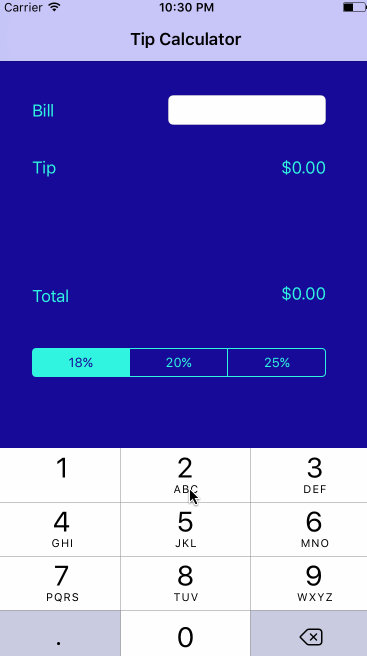 Carrier 10:30 PM
Tip Calculator
Bill
Tip $0.00
Total $0.00
18% 20% 25%
1 2 3
ABC DEF
4 5 6
GHI JKL MNO
7 8 9
PQRS TUV WXYZ
. 0